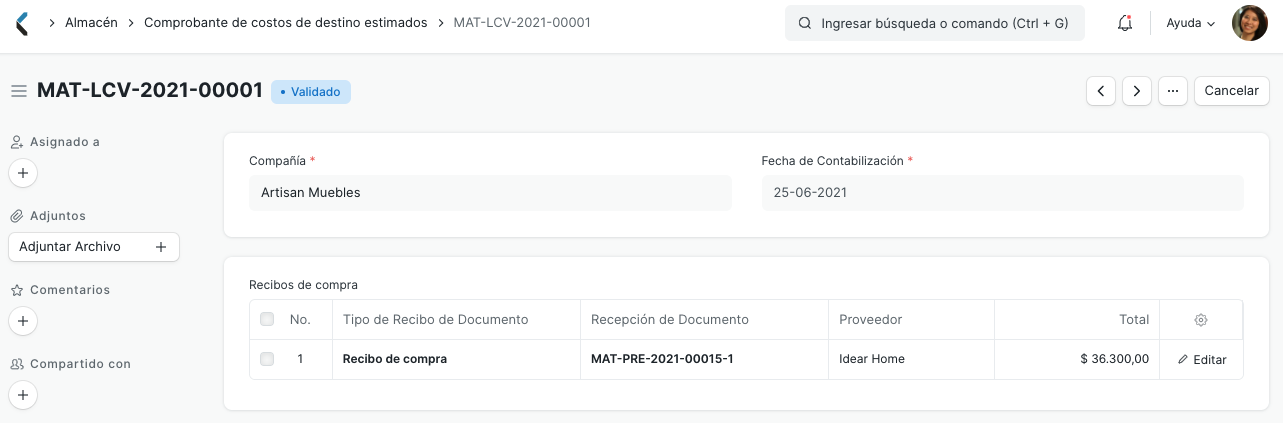 Almacén > Comprobante de costos de destino estimados > MAT-LCV-2021-00001
Ingresar búsqueda o comando (Ctrl + G)
Ayuda
MAT-LCV-2021-00001 • Validado
... Cancelar
Asignado a
Adjuntos
Adjuntar Archivo +
Comentarios
Compartido con
Compañía * Fecha de Contabilización *
Artisan Muebles 25-06-2021
Recibos de compra
No. Tipo de Recibo de Documento Recepción de Documento Proveedor Total
1 Recibo de compra MAT-PRE-2021-00015-1 Idear Home $ 36.300,00 Editar